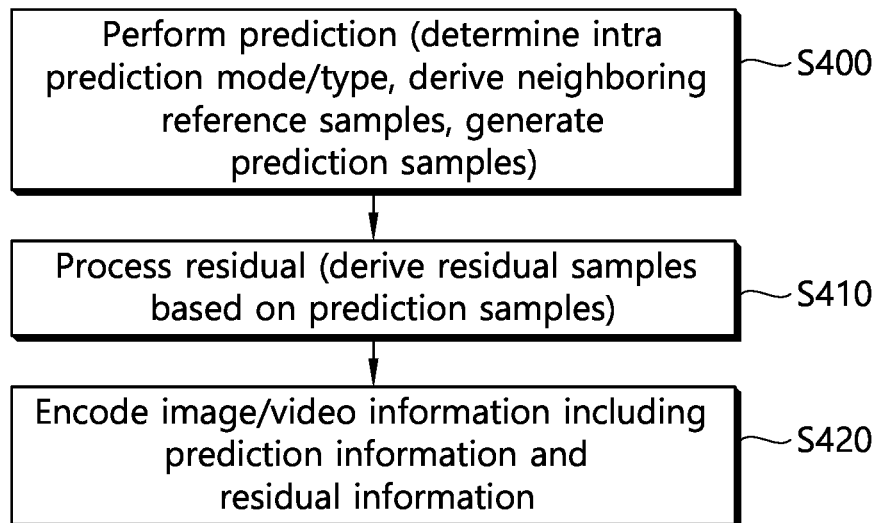 Perform prediction (determine intra
prediction mode/type, derive neighboring
reference samples, generate
prediction samples)
S400
Process residual (derive residual samples
based on prediction samples)
S410
Encode image/video information including
prediction information and
residual information
S420